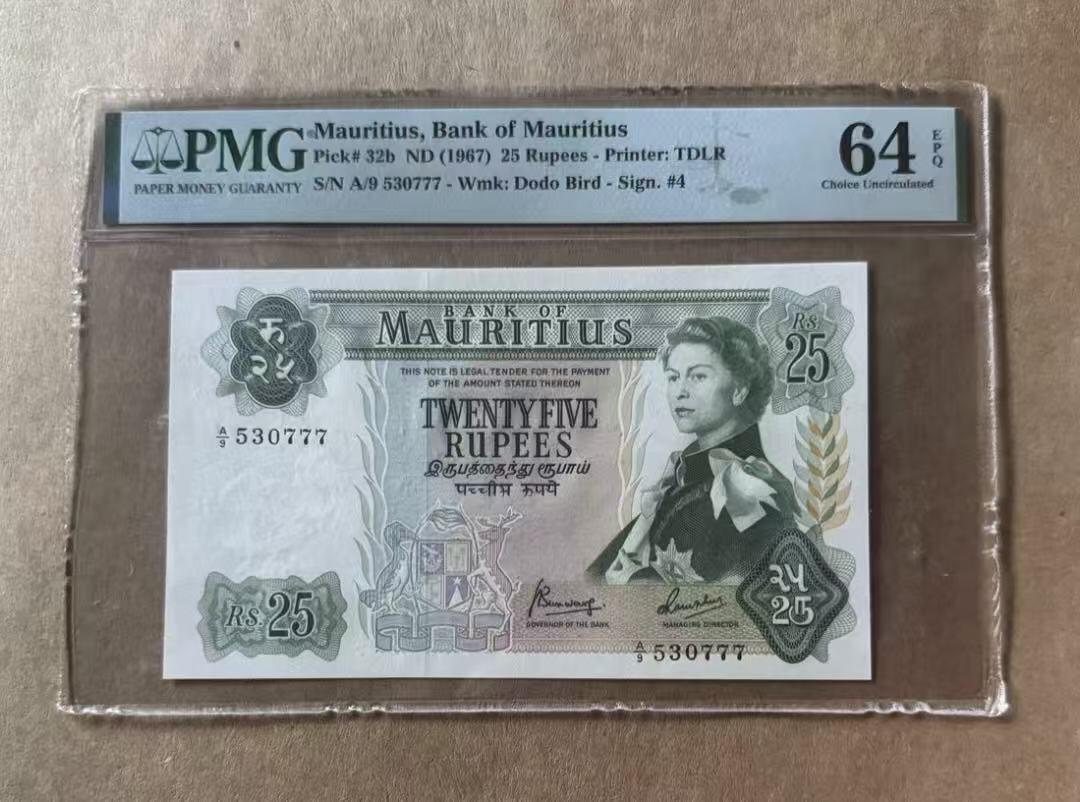 PMG
PAPER MONEY GUARANTY
Mauritius, Bank of Mauritius
Pick# 32b ND (1967) 25 Rupees - Printer: TDLR
S/N A/9 530777 - Wmk: Dodo Bird - Sign. #4
64 EPQ
Choice Uncirculated
BANK OF
MAURITIUS
THIS NOTE IS LEGAL TENDER FOR THE PAYMENT
OF THE AMOUNT STATED THEREON
Rs.
25
रु
२५
A/9 530777
TWENTY FIVE
RUPEES
இருபத்தைந்து ரூபாய்
पच्चीस रूपये
Rs. 25
GOVERNOR OF THE BANK
MANAGING DIRECTOR
૨૫
A/9 530777